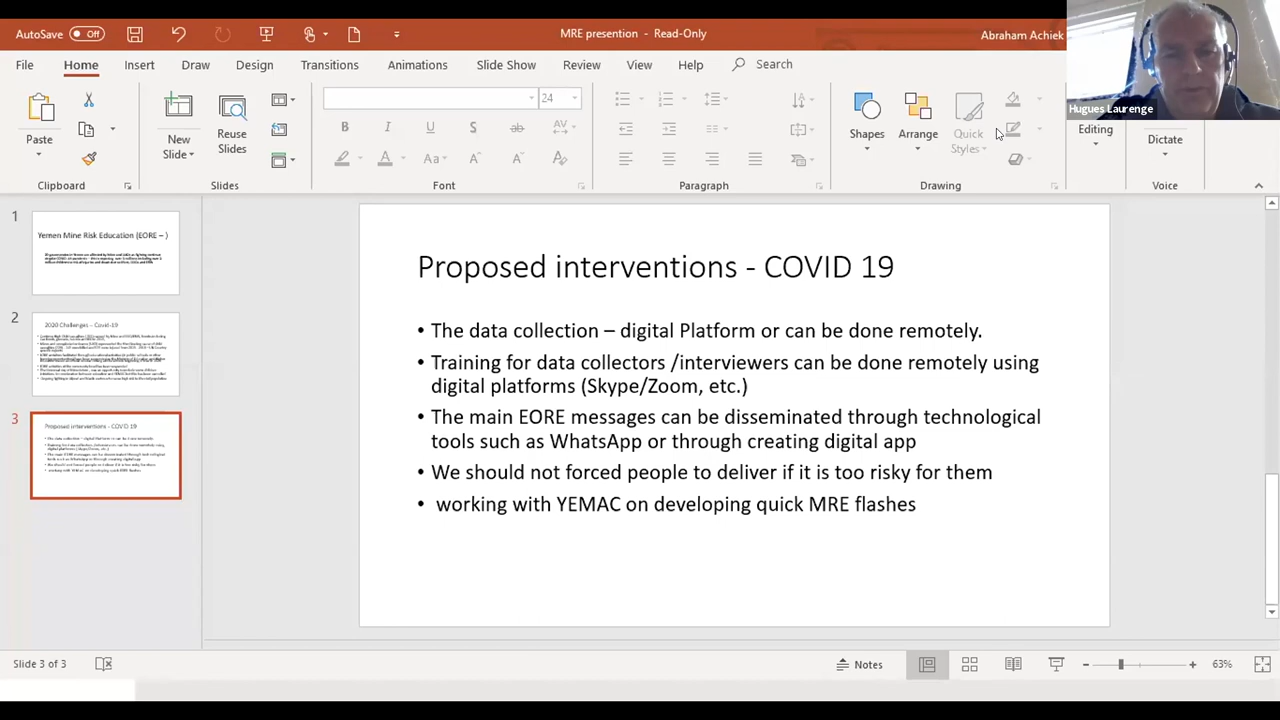 AutoSave Off MRE presention - Read-Only Abraham Achiek
Hugues Laurenge
File Home Insert Draw Design Transitions Animations Slide Show Review View Help Search
24
Paste
New
Slide
Reuse
Slides
Shapes
Arrange
Quick
Styles
Editing
Dictate
Clipboard Slides Font Paragraph Drawing Voice
1
Yemen Mine Risk Education (EORE – )
2
2020 Challenges – Covid-19
3
Proposed interventions - COVID 19
Proposed interventions - COVID 19
• The data collection – digital Platform or can be done remotely.
• Training for data collectors /interviewers can be done remotely using
digital platforms (Skype/Zoom, etc.)
• The main EORE messages can be disseminated through technological
tools such as WhatsApp or through creating digital app
• We should not forced people to deliver if it is too risky for them
• working with YEMAC on developing quick MRE flashes
Slide 3 of 3 Notes 63%